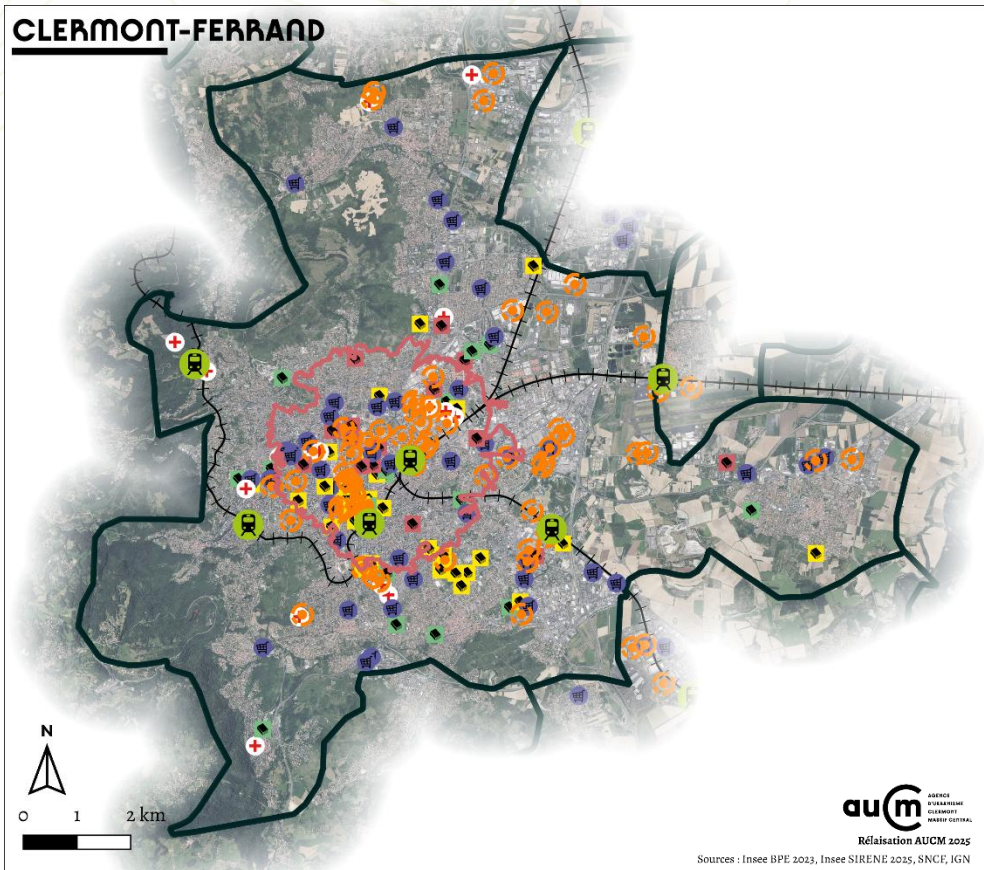 CLERMONT-FERRAND
N
0 1 2 km
auCm
AGENCE
D'URBANISME
CLERMONT
MASSIF CENTRAL
Rélaisation AUCM 2025
Sources : Insee BPE 2023, Insee SIRENE 2025, SNCF, IGN